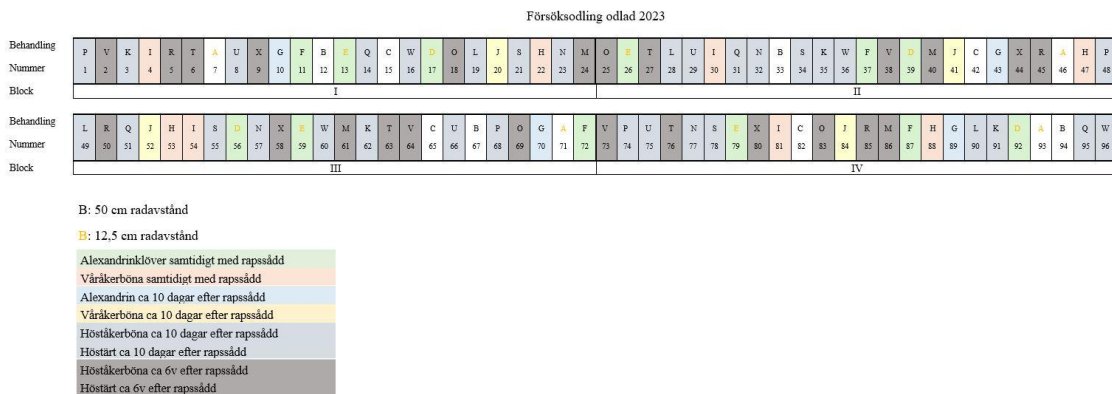 Försöksodling odlad 2023
Behandling P V K I R T A U X G F B E Q C W D O L J S H N M O E T L U I Q N B S K W F V D M J C G X R A H P
Nummer 1 2 3 4 5 6 7 8 9 10 11 12 13 14 15 16 17 18 19 20 21 22 23 24 25 26 27 28 29 30 31 32 33 34 35 36 37 38 39 40 41 42 43 44 45 46 47 48
Block I II
Behandling L R Q J H I S D N X E W M K T V C U B P O G A F V P U T N S E X I C O J R M F H G L K D A B Q W
Nummer 49 50 51 52 53 54 55 56 57 58 59 60 61 62 63 64 65 66 67 68 69 70 71 72 73 74 75 76 77 78 79 80 81 82 83 84 85 86 87 88 89 90 91 92 93 94 95 96
Block III IV
B: 50 cm radavstånd
B: 12,5 cm radavstånd
Alexandrinklöver samtidigt med rapssådd
Våråkerböna samtidigt med rapssådd
Alexandrin ca 10 dagar efter rapssådd
Våråkerböna ca 10 dagar efter rapssådd
Höståkerböna ca 10 dagar efter rapssådd
Höstärt ca 10 dagar efter rapssådd
Höståkerböna ca 6v efter rapssådd
Höstärt ca 6v efter rapssådd